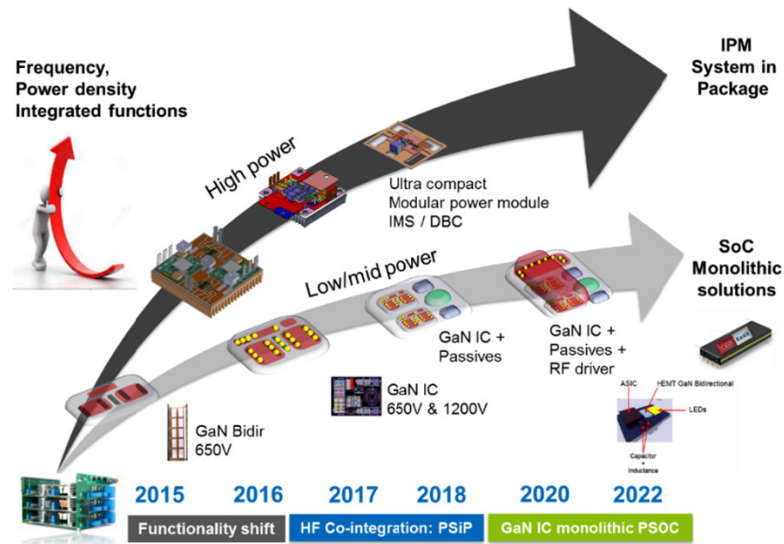 Frequency,
Power density
Integrated functions
IPM
System in
Package
High power
Ultra compact
Modular power module
IMS / DBC
Low/mid power
SoC
Monolithic
solutions
GaN IC +
Passives
GaN IC +
Passives +
RF driver
GaN Bidir
650V
GaN IC
650V & 1200V
ASIC
HEMT GaN Bidirectional
LEDs
Capacitor
+
Inductance
2015
2016
2017
2018
2020
2022
Functionality shift
HF Co-integration: PSiP
GaN IC monolithic PSOC